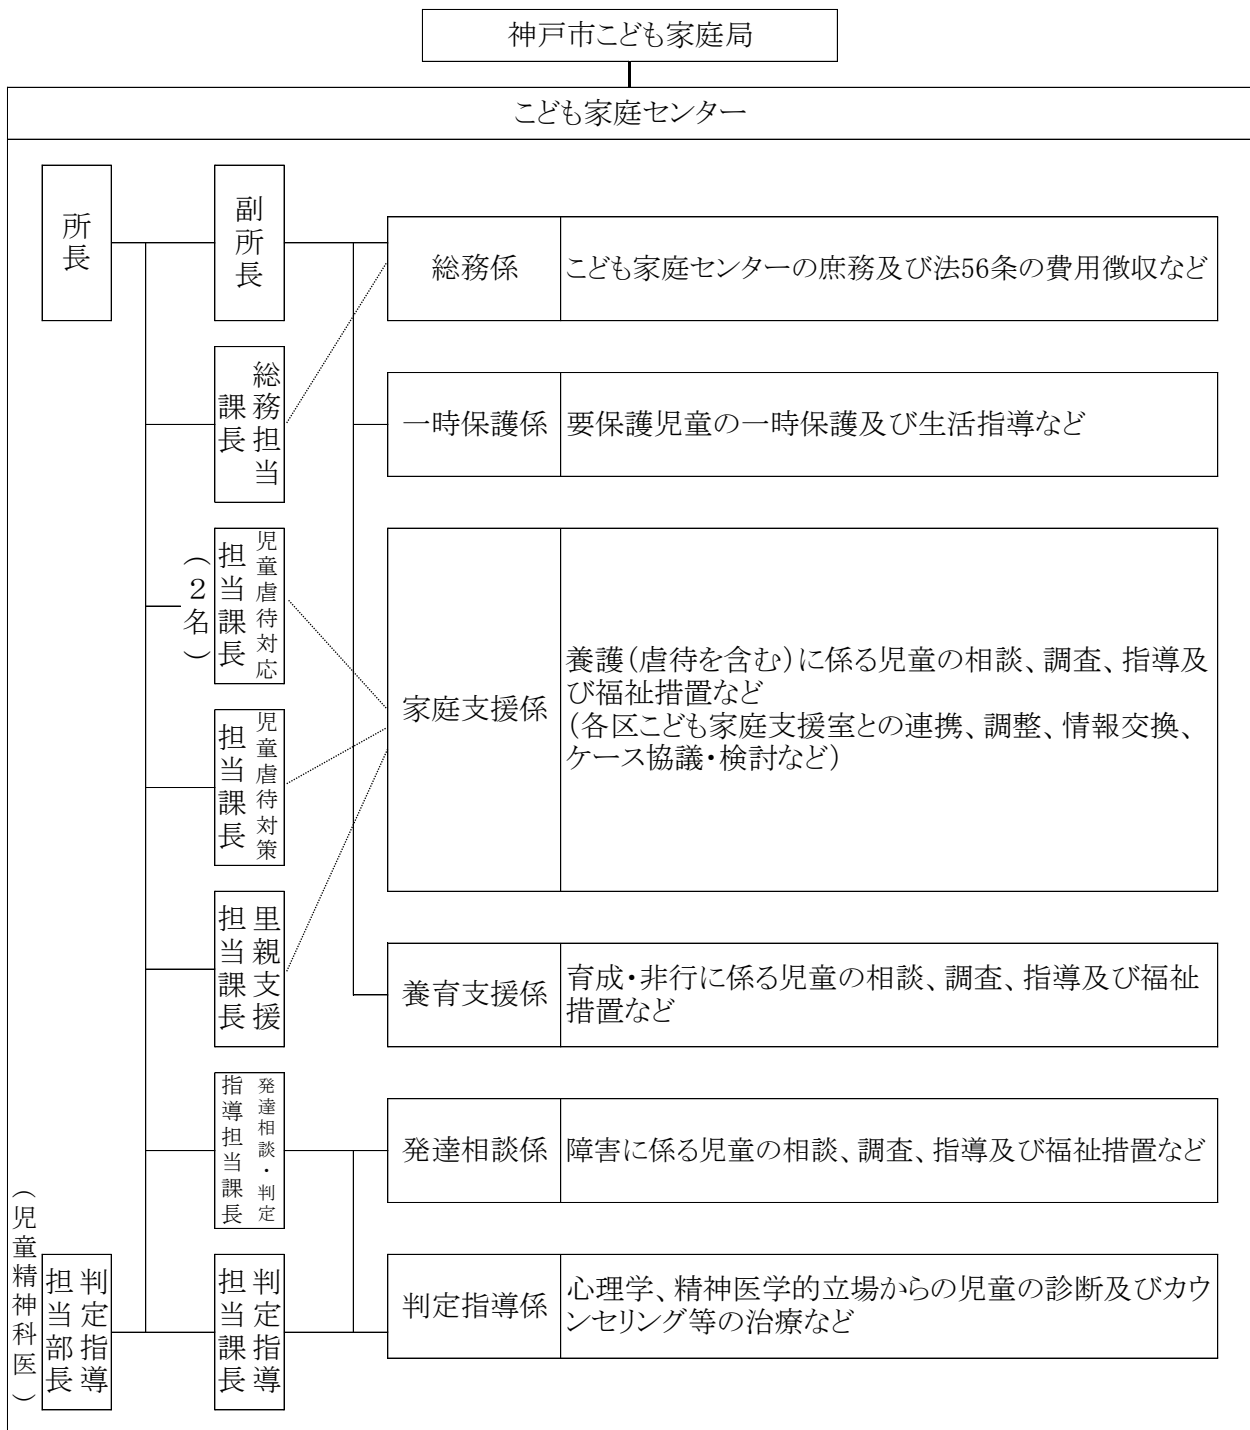 神戸市こども家庭局
こども家庭センター
所長
副所長
総務係
こども家庭センターの庶務及び法56条の費用徴収など
総務担当
課長
一時保護係
要保護児童の一時保護及び生活指導など
児童虐待対応
担当課長
（２名）
家庭支援係
養護（虐待を含む）に係る児童の相談、調査、指導及
び福祉措置など
（各区こども家庭支援室との連携、調整、情報交換、
ケース協議・検討など）
児童虐待対策
担当課長
里親支援
担当課長
養育支援係
育成・非行に係る児童の相談、調査、指導及び福祉
措置など
発達相談・判定
指導担当課長
発達相談係
障害に係る児童の相談、調査、指導及び福祉措置など
判定指導
担当部長
（児童精神科医）
判定指導
担当課長
判定指導係
心理学、精神医学的立場からの児童の診断及びカウ
ンセリング等の治療など